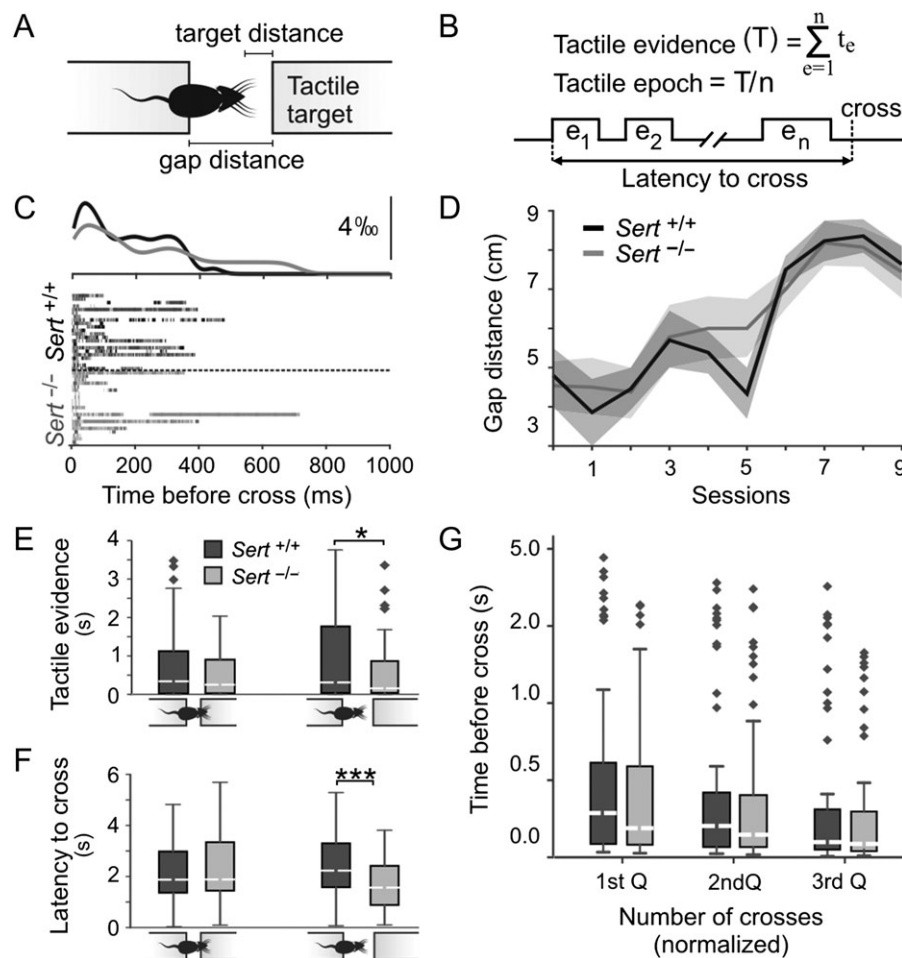 A
target distance
Tactile
target
gap distance
B
Tactile evidence (T) = n∑e=1 te
Tactile epoch = T/n
cross
e1 e2 en
Latency to cross
C
4‰
Sert +/+
Sert −/−
0 200 400 600 800 1000
Time before cross (ms)
D
9
7
5
3
Gap distance (cm)
Sert +/+
Sert −/−
1 3 5 7 9
Sessions
E
4
3
2
1
0
Tactile evidence
(s)
Sert +/+
Sert −/−
*
F
6
4
2
0
Latency to cross
(s)
***
G
5.0
2.0
1.0
0.5
0.0
Time before cross (s)
1st Q 2ndQ 3rd Q
Number of crosses
(normalized)